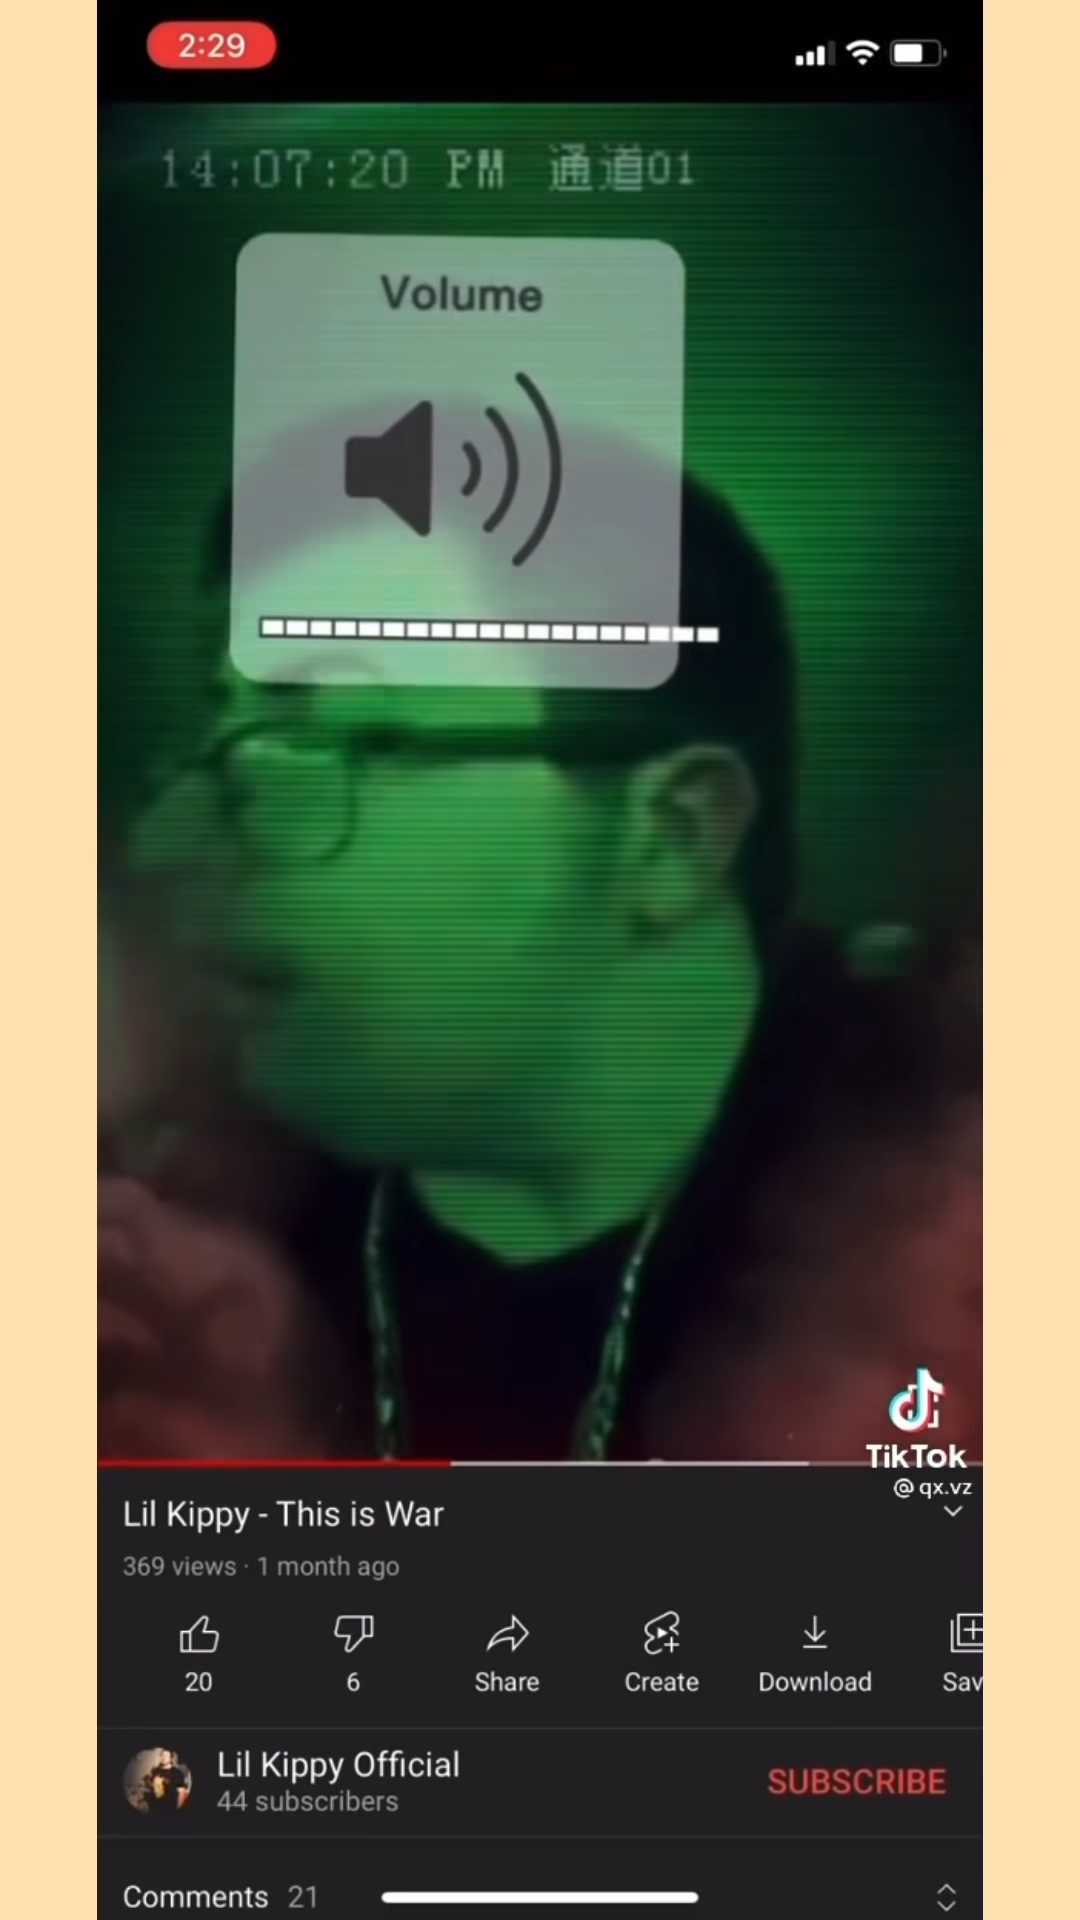 2:29
14:07:20 PM 通道01
Volume
TikTok
@qx.vz
Lil Kippy - This is War
369 views · 1 month ago
20
6
Share
Create
Download
Sav
Lil Kippy Official
44 subscribers
SUBSCRIBE
Comments 21